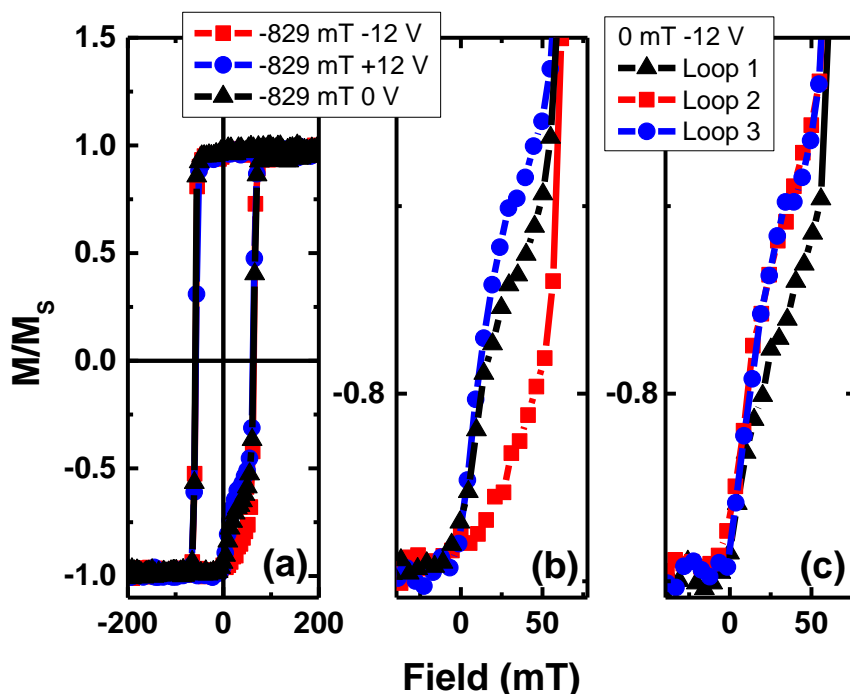 -829 mT -12 V
-829 mT +12 V
-829 mT 0 V
0 mT -12 V
Loop 1
Loop 2
Loop 3
1.5
1.0
0.5
0.0
-0.5
-1.0
M/Ms
-0.8
-0.8
(a)
(b)
(c)
-200 0 200
0 50
0 50
Field (mT)